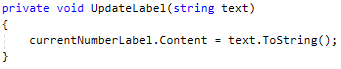 private void UpdateLabel(string text)
{
    currentNumberLabel.Content = text.ToString();
}